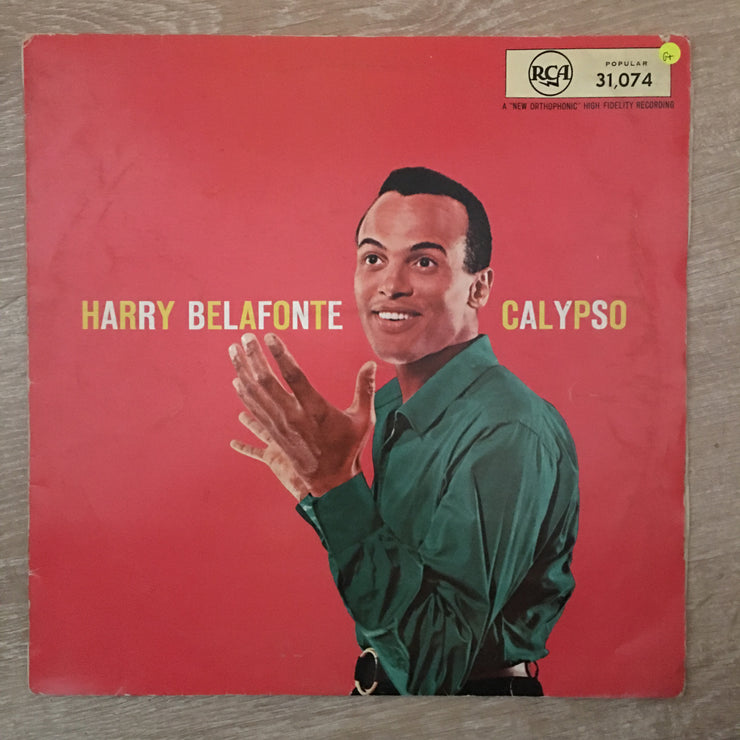 G+
RCA
POPULAR
31,074
A "NEW ORTHOPHONIC" HIGH FIDELITY RECORDING
HARRY BELAFONTE CALYPSO